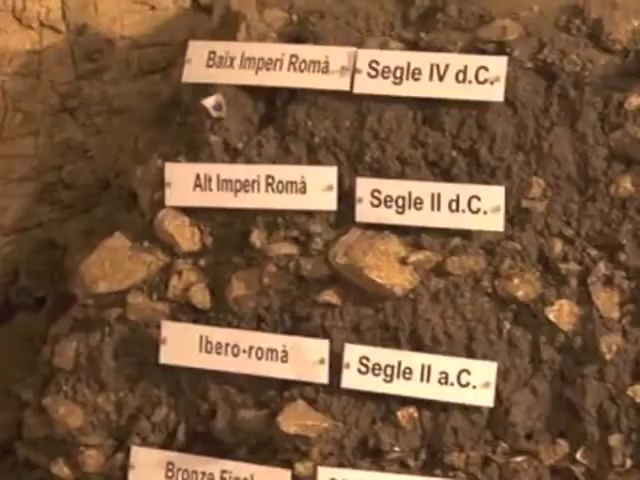 Baix Imperi Romà Segle IV d.C.
Alt Imperi Romà Segle II d.C.
Ibero-romà Segle II a.C.
Bronze Final